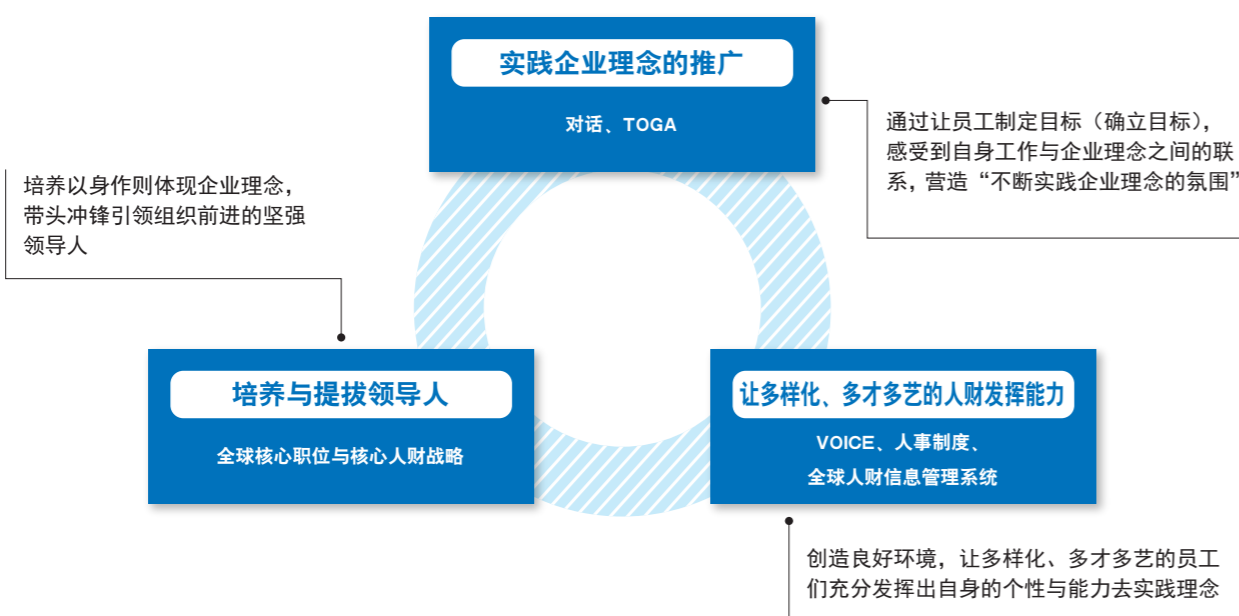 实践企业理念的推广
对话、TOGA
通过让员工制定目标（确立目标），
感受到自身工作与企业理念之间的联
系，营造“不断实践企业理念的氛围”
培养以身作则体现企业理念，
带头冲锋引领组织前进的坚强
领导人
培养与提拔领导人
全球核心职位与核心人财战略
让多样化、多才多艺的人财发挥能力
VOICE、人事制度、
全球人财信息管理系统
创造良好环境，让多样化、多才多艺的员工
们充分发挥出自身的个性与能力去实践理念